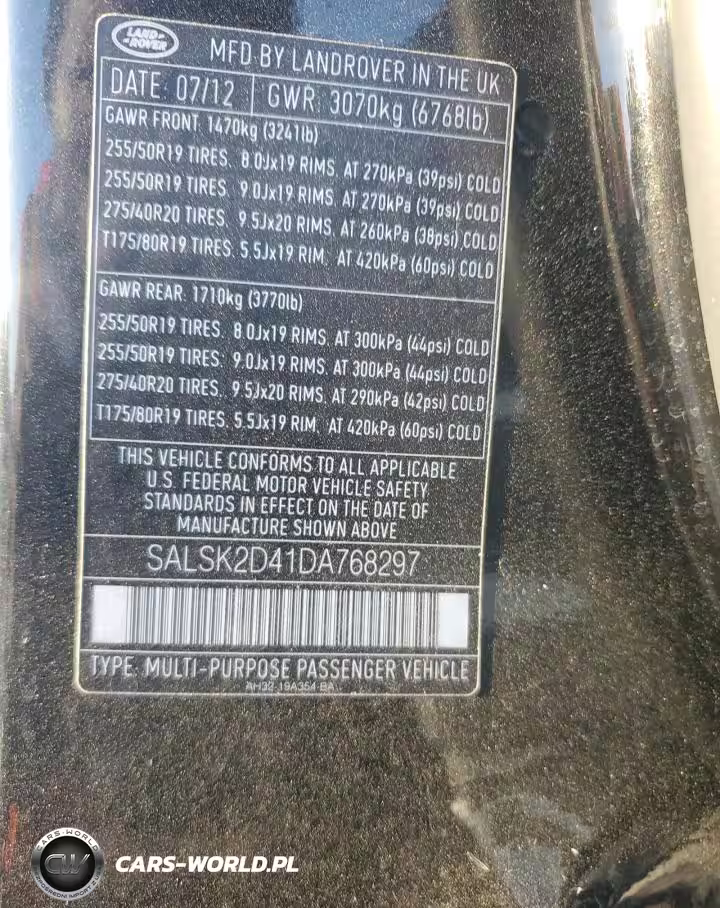 LAND ROVER
MFD BY LANDROVER IN THE UK
DATE: 07/12 GWR: 3070kg (6768lb)
GAWR FRONT: 1470kg (3241lb)
255/50R19 TIRES. 8.0Jx19 RIMS. AT 270kPa (39psi) COLD
255/50R19 TIRES. 9.0Jx19 RIMS. AT 270kPa (39psi) COLD
275/40R20 TIRES. 9.5Jx20 RIMS. AT 260kPa (38psi) COLD
T175/80R19 TIRES. 5.5Jx19 RIM. AT 420kPa (60psi) COLD
GAWR REAR: 1710kg (3770lb)
255/50R19 TIRES. 8.0Jx19 RIMS. AT 300kPa (44psi) COLD
255/50R19 TIRES. 9.0Jx19 RIMS. AT 300kPa (44psi) COLD
275/40R20 TIRES. 9.5Jx20 RIMS. AT 290kPa (42psi) COLD
T175/80R19 TIRES. 5.5Jx19 RIM. AT 420kPa (60psi) COLD
THIS VEHICLE CONFORMS TO ALL APPLICABLE
U.S. FEDERAL MOTOR VEHICLE SAFETY
STANDARDS IN EFFECT ON THE DATE OF
MANUFACTURE SHOWN ABOVE
SALSK2D41DA768297
TYPE: MULTI-PURPOSE PASSENGER VEHICLE
AH32-19A354-BA
CARS-WORLD
CW
CARS-WORLD.PL